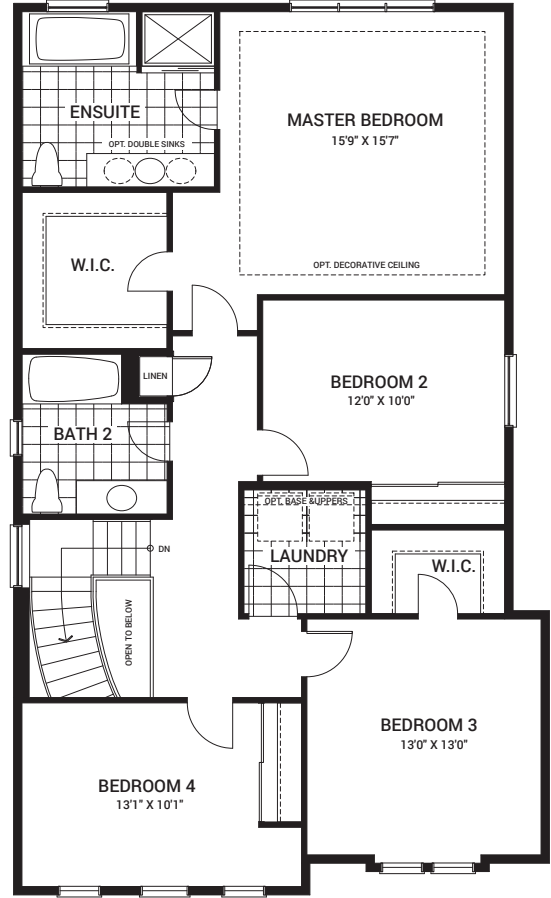 ENSUITE
OPT. DOUBLE SINKS
MASTER BEDROOM
15'9" X 15'7"
OPT. DECORATIVE CEILING
W.I.C.
LINEN
BEDROOM 2
12'0" X 10'0"
BATH 2
OPT. BASE &UPPERS
LAUNDRY
W.I.C.
DN
OPEN TO BELOW
BEDROOM 3
13'0" X 13'0"
BEDROOM 4
13'1" X 10'1"